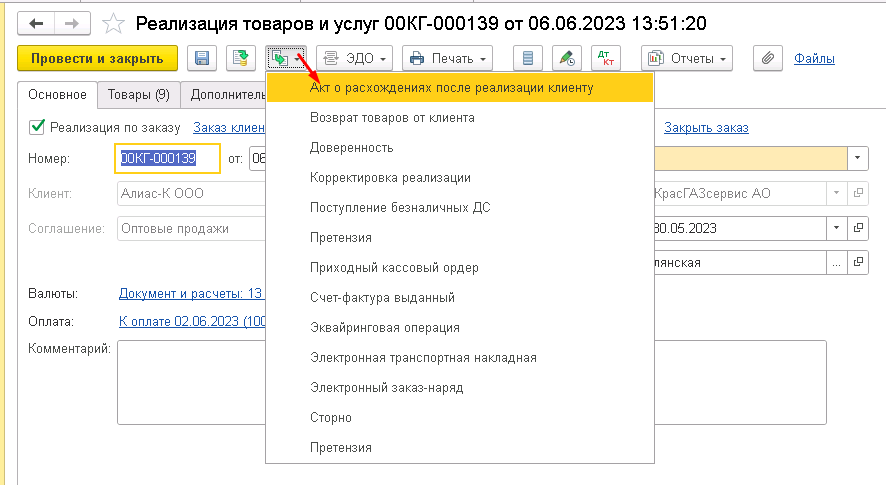 Реализация товаров и услуг 00КГ-000139 от 06.06.2023 13:51:20
Провести и закрыть ЭДО Печать Дт Кт Отчеты Файлы
Основное Товары (9) Дополнитель
Акт о расхождениях после реализации клиенту
Реализация по заказу Заказ клиен Закрыть заказ
Возврат товаров от клиента
Доверенность
Номер: 00КГ-000139 от: 06
Корректировка реализации
Клиент: Алиас-К ООО КрасГАЗсервис АО
Поступление безналичных ДС
Соглашение: Оптовые продажи 30.05.2023
Претензия
лянская ...
Приходный кассовый ордер
Валюты: Документ и расчеты: 13
Счет-фактура выданный
Оплата: К оплате 02.06.2023 (100
Эквайринговая операция
Комментарий:
Электронная транспортная накладная
Электронный заказ-наряд
Сторно
Претензия